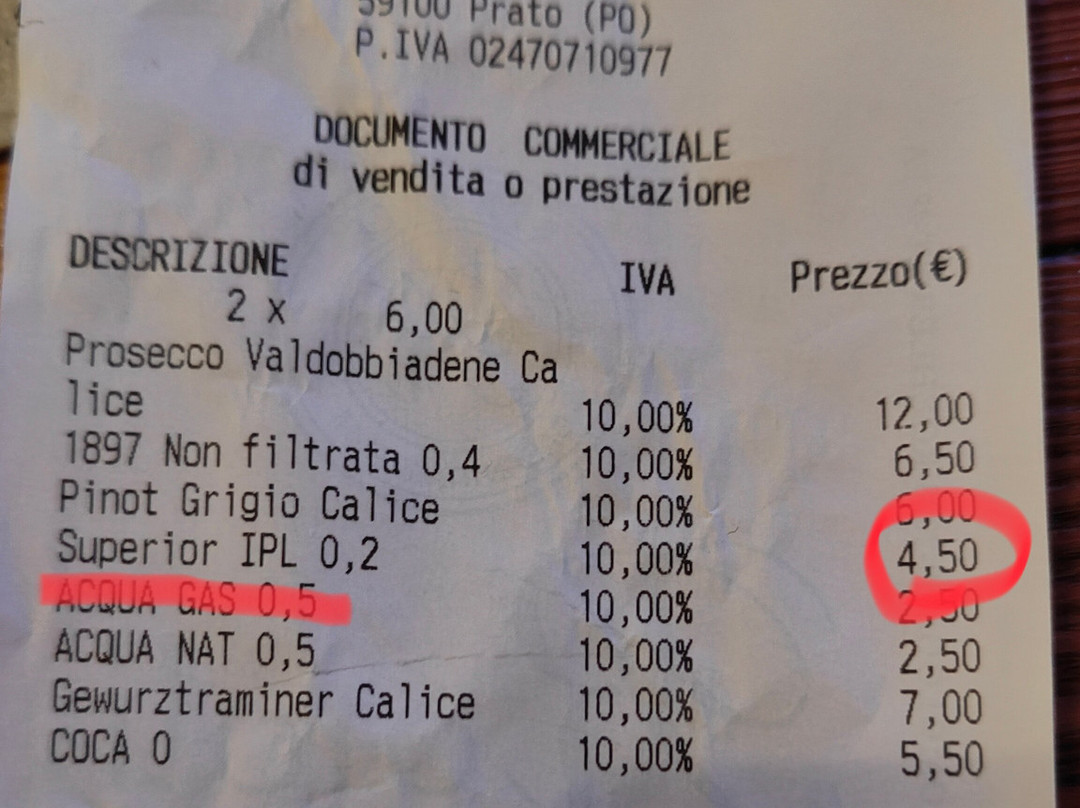 59100 Prato (PO)
P.IVA 02470710977
DOCUMENTO COMMERCIALE
di vendita o prestazione
DESCRIZIONE IVA Prezzo(€)
2 x 6,00
Prosecco Valdobbiadene Ca
lice 10,00% 12,00
1897 Non filtrata 0,4 10,00% 6,50
Pinot Grigio Calice 10,00% 6,00
Superior IPL 0,2 10,00% 4,50
ACQUA GAS 0,5 10,00% 2,50
ACQUA NAT 0,5 10,00% 2,50
Gewurztraminer Calice 10,00% 7,00
COCA 0 10,00% 5,50